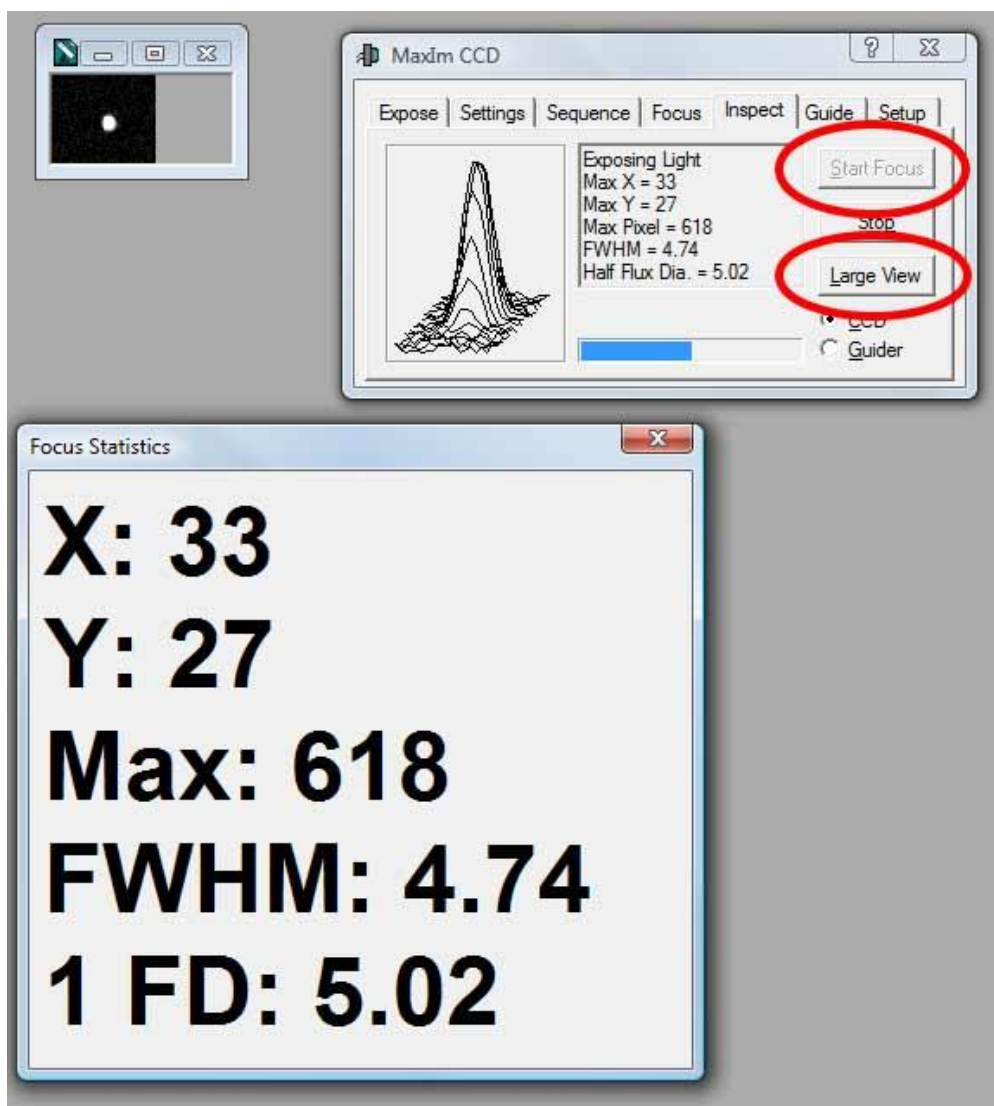 MaxIm CCD
Expose Settings Sequence Focus Inspect Guide Setup
Exposing Light
Max X = 33
Max Y = 27
Max Pixel = 618
FWHM = 4.74
Half Flux Dia. = 5.02
Start Focus
Stop
Large View
CCD
Guider
Focus Statistics
X: 33
Y: 27
Max: 618
FWHM: 4.74
1 FD: 5.02